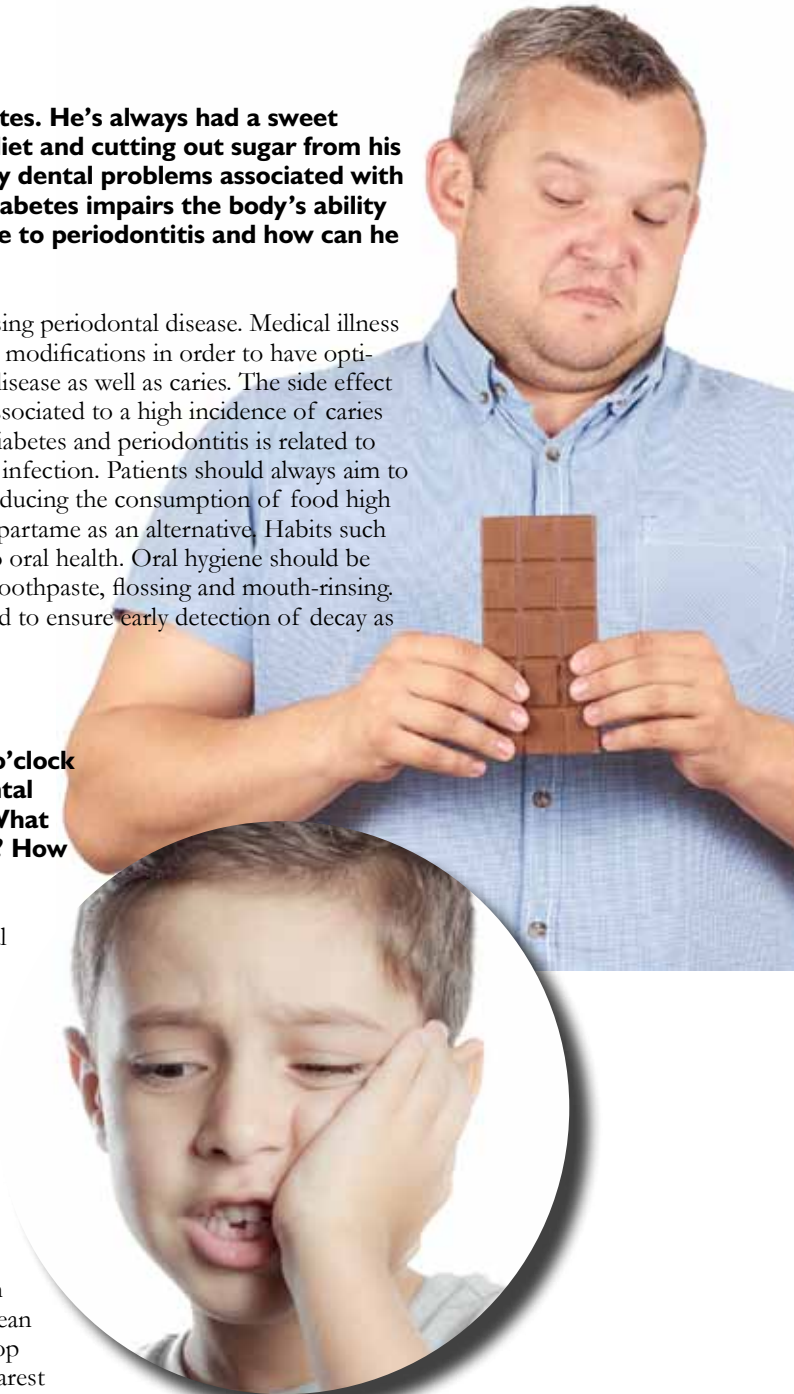 tes. He’s always had a sweet
iet and cutting out sugar from his
y dental problems associated with
abetes impairs the body’s ability
e to periodontitis and how can he
sing periodontal disease. Medical illness
modifications in order to have opti-
disease as well as caries. The side effect
ssociated to a high incidence of caries
iabetes and periodontitis is related to
infection. Patients should always aim to
ducing the consumption of food high
partame as an alternative. Habits such
o oral health. Oral hygiene should be
oothpaste, flossing and mouth-rinsing.
d to ensure early detection of decay as
o’clock
ntal
What
? How
l
n
ean
op
arest